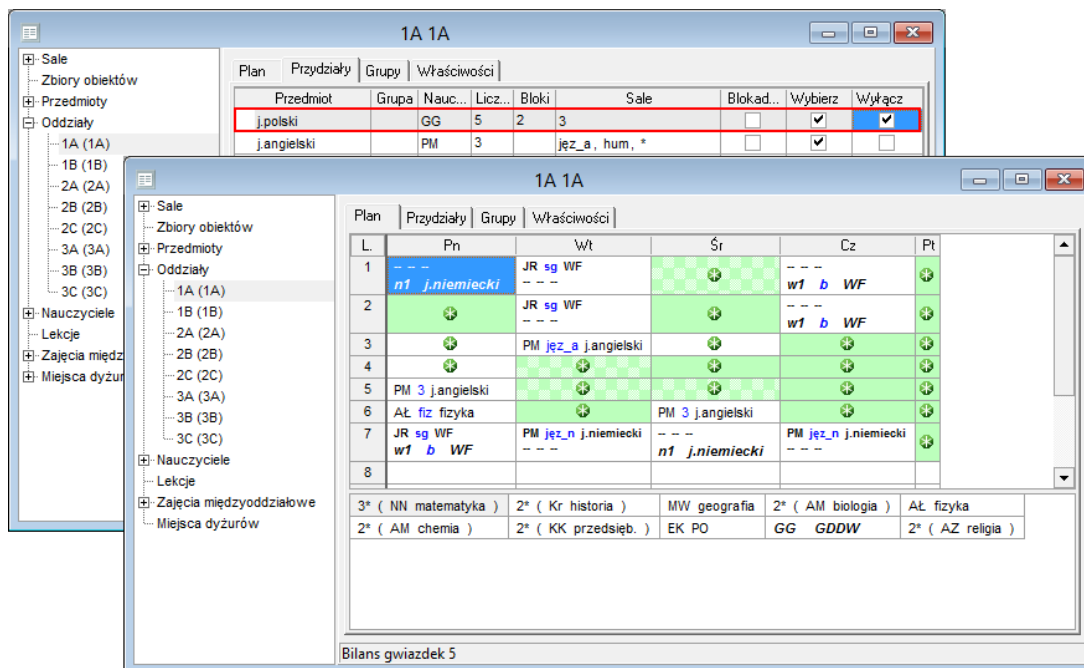 1A 1A
Sale
Zbiory obiektów
Przedmioty
Oddziały
1A (1A)
1B (1B)
2A (2A)
2B (2B)
2C (2C)
3A (3A)
3B (3B)
3C (3C)
Nauczyciele
Lekcje
Zajęcia międz
Miejsca dyżur
Plan Przydziały Grupy Właściwości
Przedmiot Grupa Nauc... Licz... Bloki Sale Blokad... Wybierz Wyłącz
j.polski GG 5 2 3
j.angielski PM 3 jęz_a, hum, *
1A 1A
Sale
Zbiory obiektów
Przedmioty
Oddziały
1A (1A)
1B (1B)
2A (2A)
2B (2B)
2C (2C)
3A (3A)
3B (3B)
3C (3C)
Nauczyciele
Lekcje
Zajęcia międzyoddziałowe
Miejsca dyżurów
Plan Przydziały Grupy Właściwości
L. Pn Wt Śr Cz Pt
1 -- -- -- JR sg WF -- -- --
n1 j.niemiecki -- -- -- w1 b WF
2 JR sg WF -- -- --
-- -- -- w1 b WF
3 PM jęz_a j.angielski
4
5 PM 3 j.angielski
6 AŁ fiz fizyka PM 3 j.angielski
7 JR sg WF PM jęz_n j.niemiecki -- -- -- PM jęz_n j.niemiecki
w1 b WF -- -- -- n1 j.niemiecki -- -- --
8
3* ( NN matematyka ) 2* ( Kr historia ) MW geografia 2* ( AM biologia ) AŁ fizyka
2* ( AM chemia ) 2* ( KK przedsięb. ) EK PO GG GDDW 2* ( AZ religia )
Bilans gwiazdek 5